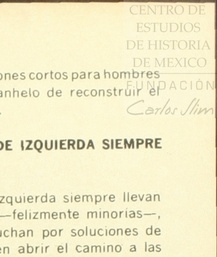 CENTRO DE
ESTUDIOS
DE HISTORIA
DE MEXICO
FUNDACIÓN
Carlos Slim
ones cortos para hombres
anhelo de reconstruir el
DE IZQUIERDA SIEMPRE
zquierda siempre llevan
—felizmente minorías—,
uchan por soluciones de
en abrir el camino a las